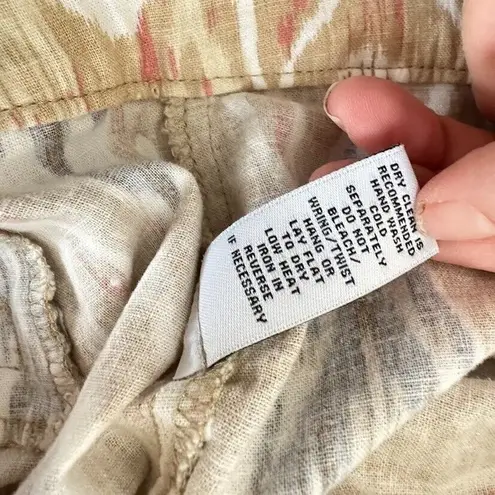 DRY CLEAN IS
RECOMMENDED
HAND WASH
COLD
SEPARATELY
DO NOT
BLEACH/
WRING/TWIST
HANG OR
LAY FLAT
TO DRY
LOW HEAT
IRON IN
REVERSE
IF NECESSARY